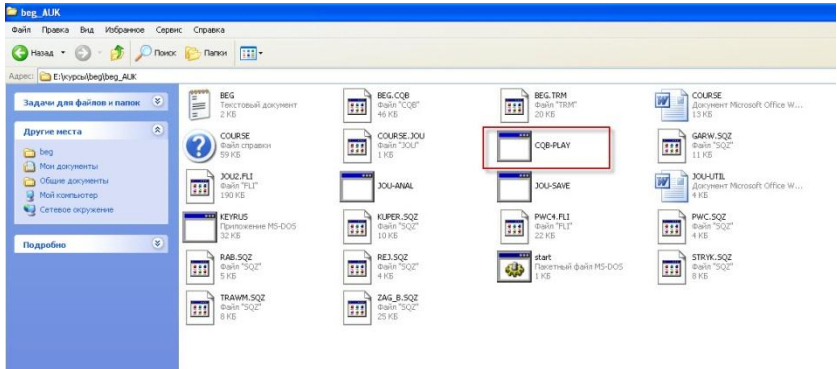 beg_AUK
Файл Правка Вид Избранное Сервис Справка
Назад Поиск Папки
Адрес: E:\курсы\beg\beg_AUK
Задачи для файлов и папок
Другие места
beg
Мои документы
Общие документы
Мой компьютер
Сетевое окружение
Подробно
BEG
Текстовый документ
2 КБ
BEG.CQB
Файл "CQB"
46 КБ
BEG.TRM
Файл "TRM"
20 КБ
COURSE
Документ Microsoft Office W...
13 КБ
COURSE
Файл справки
59 КБ
COURSE.JOU
Файл "JOU"
1 КБ
CQB-PLAY
GARW.SQZ
Файл "SQZ"
11 КБ
JOU2.FLI
Файл "FLI"
190 КБ
JOU-ANAL
JOU-SAVE
JOU-UTIL
Документ Microsoft Office W...
4 КБ
KEYRUS
Приложение MS-DOS
32 КБ
KUPER.SQZ
Файл "SQZ"
10 КБ
PWC4.FLI
Файл "FLI"
22 КБ
PWC.SQZ
Файл "SQZ"
4 КБ
RAB.SQZ
Файл "SQZ"
5 КБ
REJ.SQZ
Файл "SQZ"
4 КБ
start
Пакетный файл MS-DOS
1 КБ
STRYK.SQZ
Файл "SQZ"
8 КБ
TRAWM.SQZ
Файл "SQZ"
8 КБ
ZAG_B.SQZ
Файл "SQZ"
25 КБ